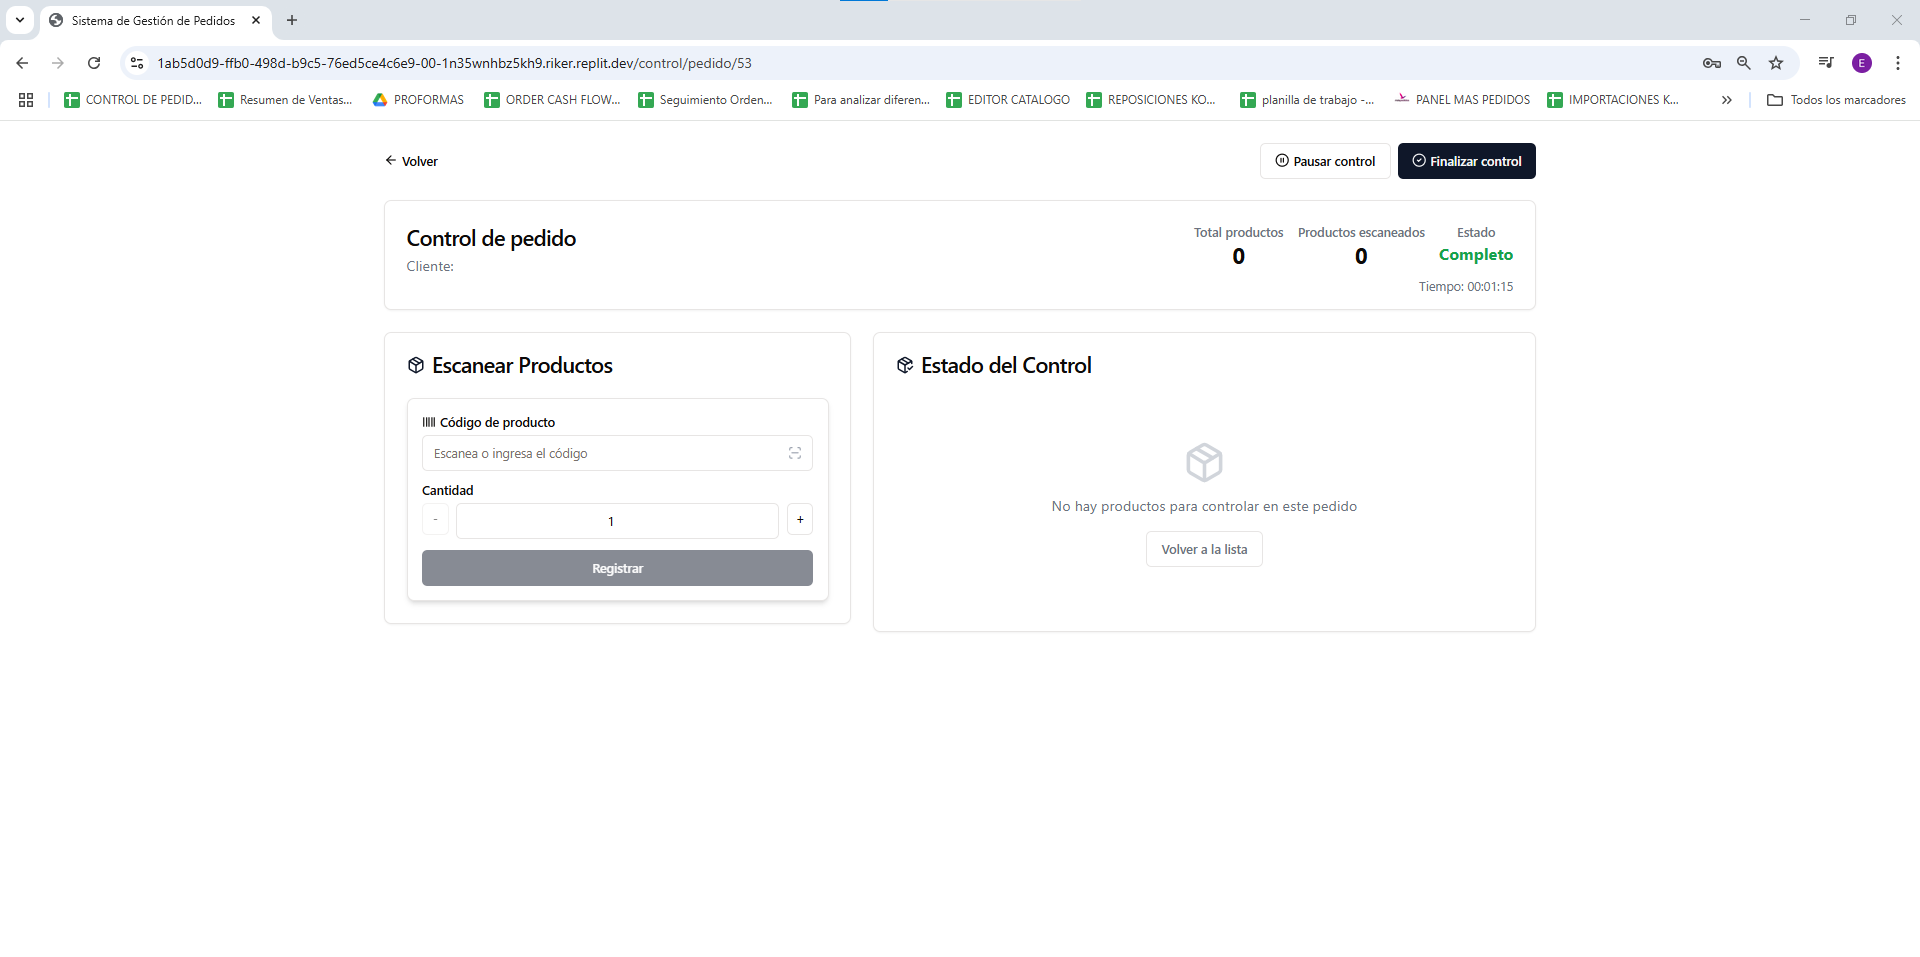 Sistema de Gestión de Pedidos
1ab5d0d9-ffb0-498d-b9c5-76ed5ce4c6e9-00-1n35wnhbz5kh9.riker.replit.dev/control/pedido/53
E
CONTROL DE PEDID...
Resumen de Ventas...
PROFORMAS
ORDER CASH FLOW...
Seguimiento Orden...
Para analizar diferen...
EDITOR CATALOGO
REPOSICIONES KO...
planilla de trabajo -...
PANEL MAS PEDIDOS
IMPORTACIONES K...
Todos los marcadores
Volver
Pausar control
Finalizar control
Control de pedido
Cliente:
Total productos
0
Productos escaneados
0
Estado
Completo
Tiempo: 00:01:15
Escanear Productos
Código de producto
Escanea o ingresa el código
Cantidad
- 1 +
Registrar
Estado del Control
No hay productos para controlar en este pedido
Volver a la lista